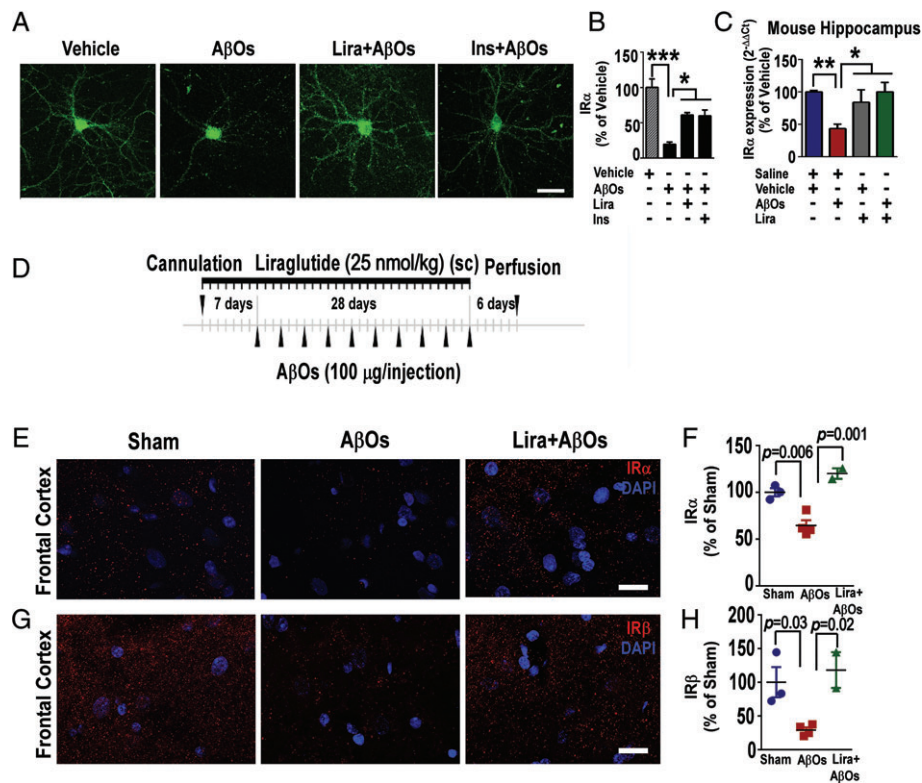 A
Vehicle AβOs Lira+AβOs Ins+AβOs
B
IRα
(% of Vehicle)
150
100
50
0
***
*
Vehicle + - - -
AβOs - + + +
Lira - - + -
Ins - - - +
C
Mouse Hippocampus
IRα expression (2-ΔΔCt)
(% of Vehicle)
150
100
50
0
**
*
Saline + + - -
Vehicle + - + -
AβOs - + - +
Lira - - + +
D
Cannulation Liraglutide (25 nmol/kg) (sc) Perfusion
7 days 28 days 6 days
AβOs (100 μg/injection)
E
Sham AβOs Lira+AβOs
Frontal Cortex
IRα
DAPI
F
IRα
(% of Sham)
150
100
50
0
p=0.006
p=0.001
Sham AβOs Lira+
AβOs
G
Frontal Cortex
IRβ
DAPI
H
IRβ
(% of Sham)
200
150
100
50
0
p=0.03 p=0.02
Sham AβOs Lira+
AβOs